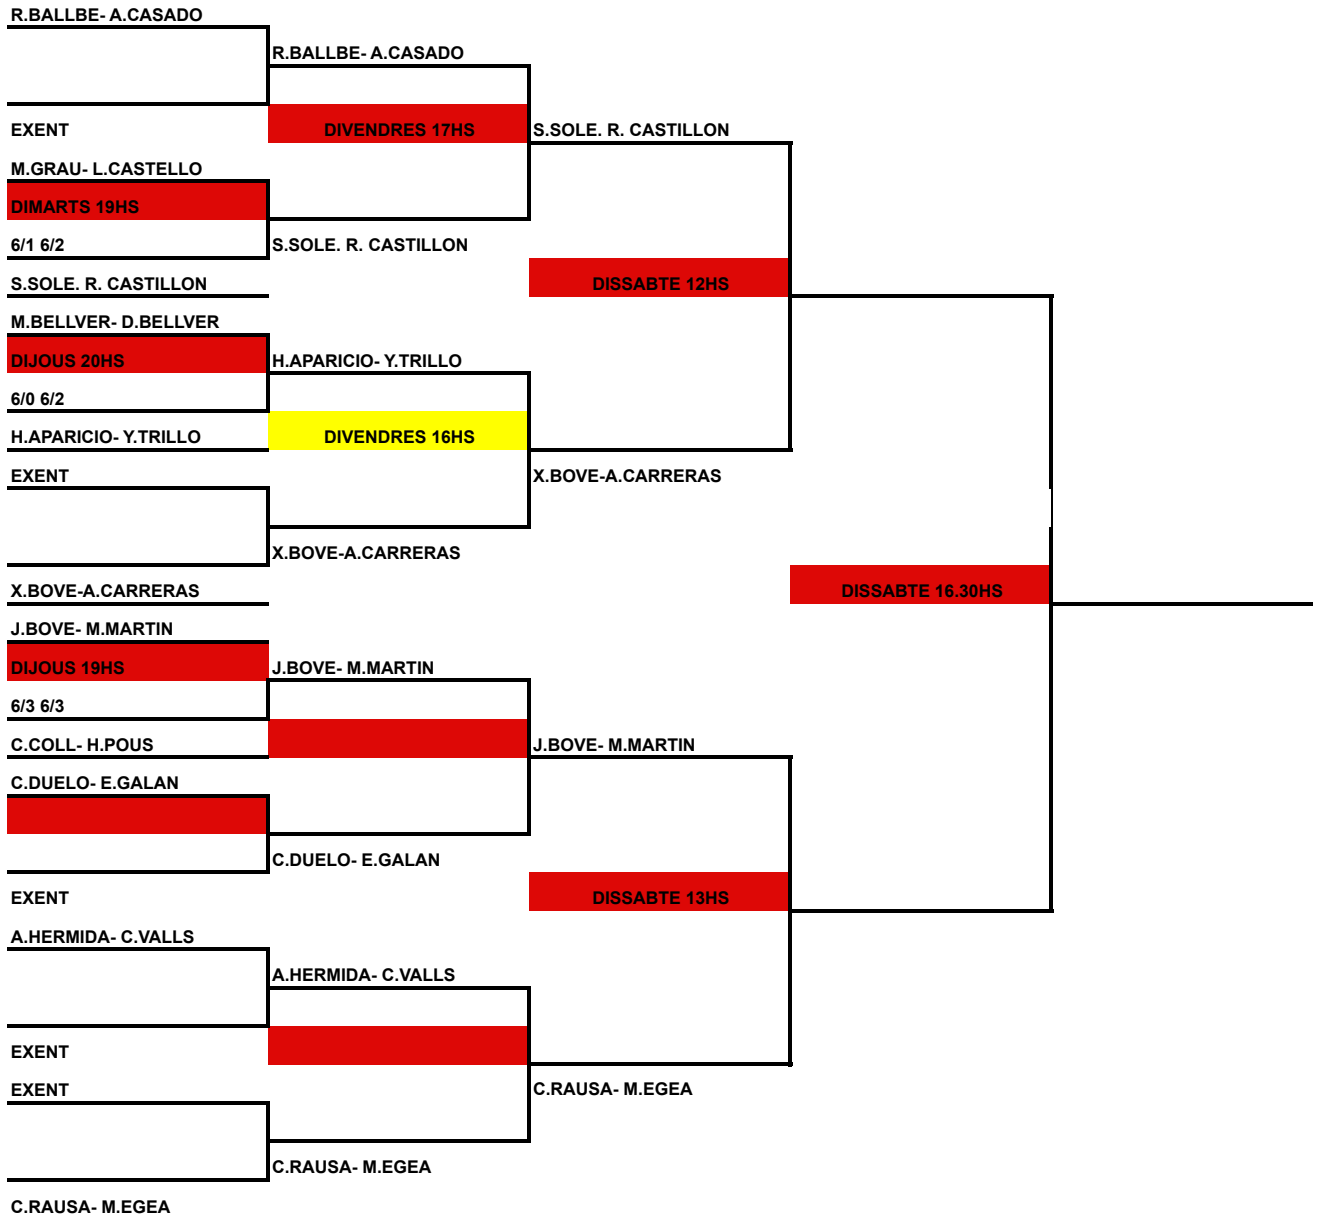 R.BALLBE- A.CASADO
R.BALLBE- A.CASADO
EXENT
DIVENDRES 17HS
S.SOLE. R. CASTILLON
M.GRAU- L.CASTELLO
DIMARTS 19HS
6/1 6/2
S.SOLE. R. CASTILLON
S.SOLE. R. CASTILLON
DISSABTE 12HS
M.BELLVER- D.BELLVER
DIJOUS 20HS
H.APARICIO- Y.TRILLO
6/0 6/2
H.APARICIO- Y.TRILLO
DIVENDRES 16HS
EXENT
X.BOVE-A.CARRERAS
X.BOVE-A.CARRERAS
X.BOVE-A.CARRERAS
DISSABTE 16.30HS
J.BOVE- M.MARTIN
DIJOUS 19HS
J.BOVE- M.MARTIN
6/3 6/3
C.COLL- H.POUS
J.BOVE- M.MARTIN
C.DUELO- E.GALAN
C.DUELO- E.GALAN
EXENT
DISSABTE 13HS
A.HERMIDA- C.VALLS
A.HERMIDA- C.VALLS
EXENT
EXENT
C.RAUSA- M.EGEA
C.RAUSA- M.EGEA
C.RAUSA- M.EGEA